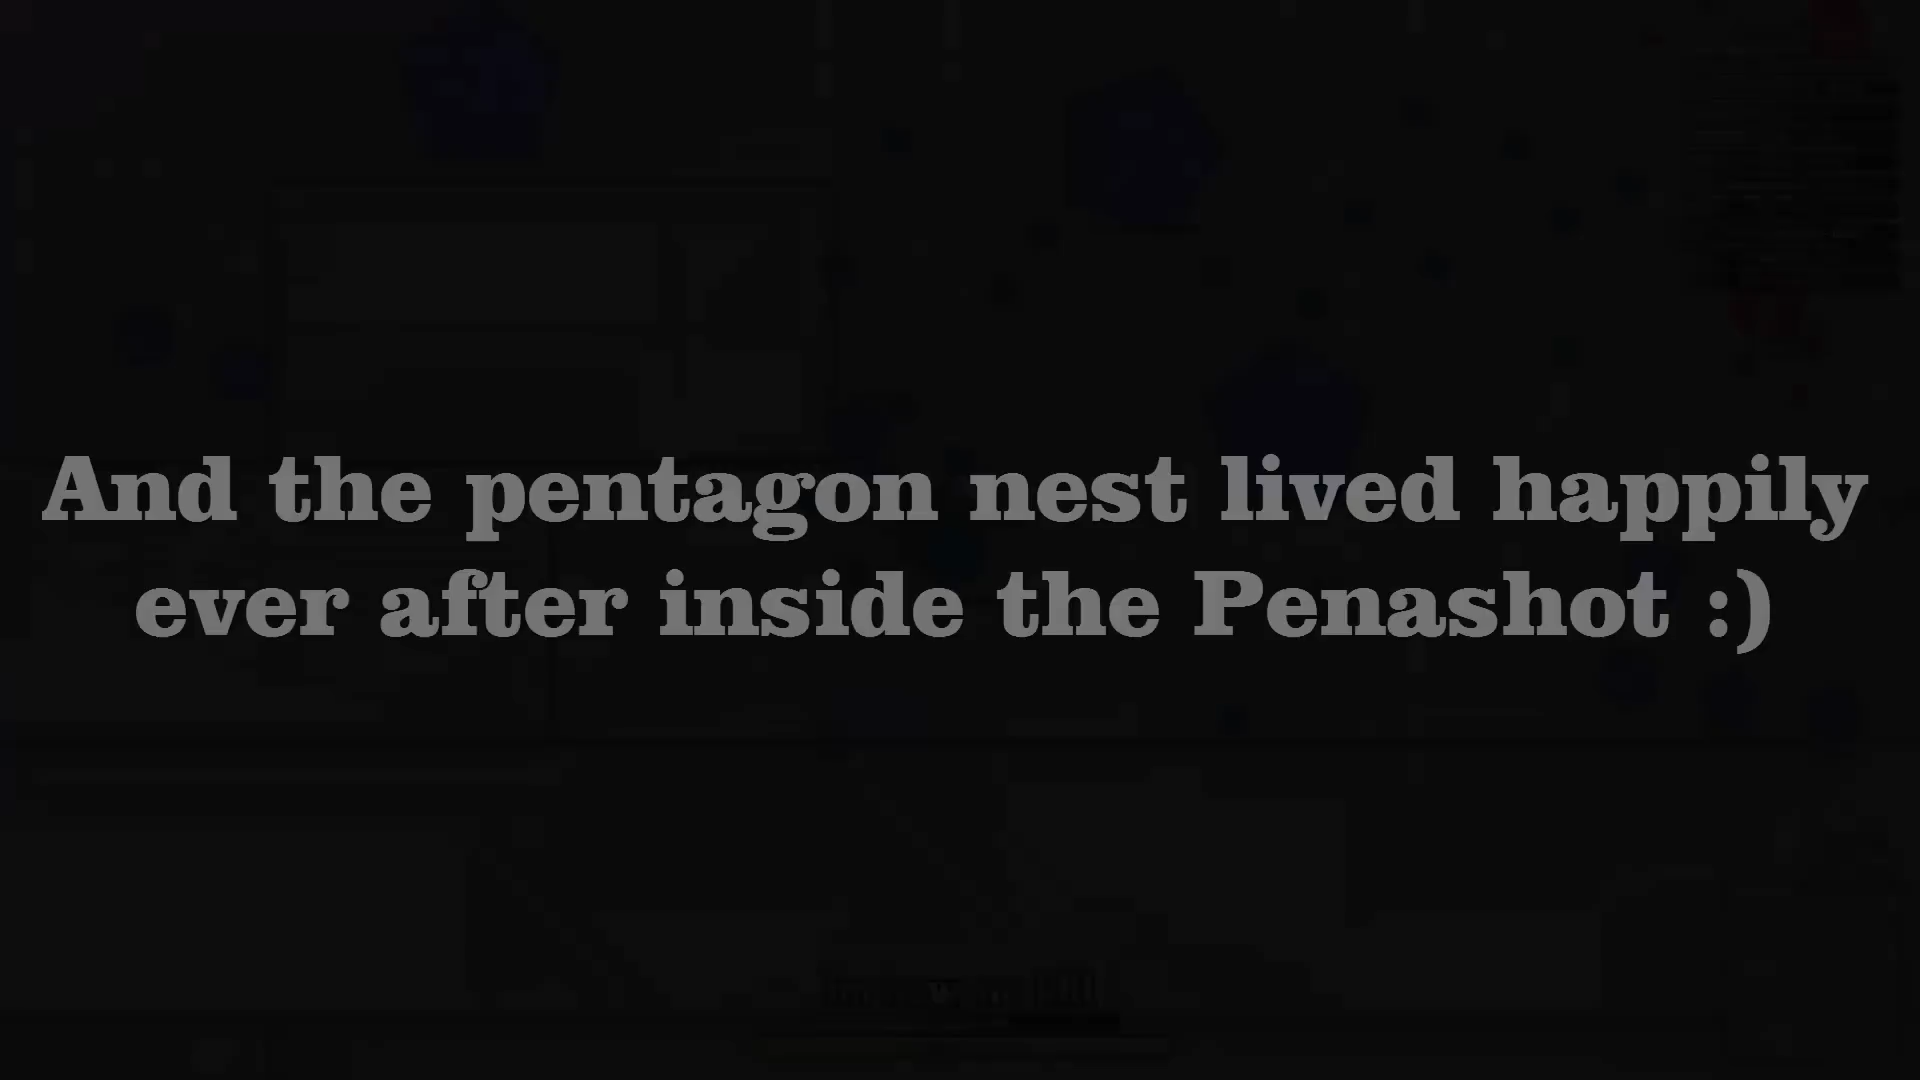 And the pentagon nest lived happily
ever after inside the Penashot :)